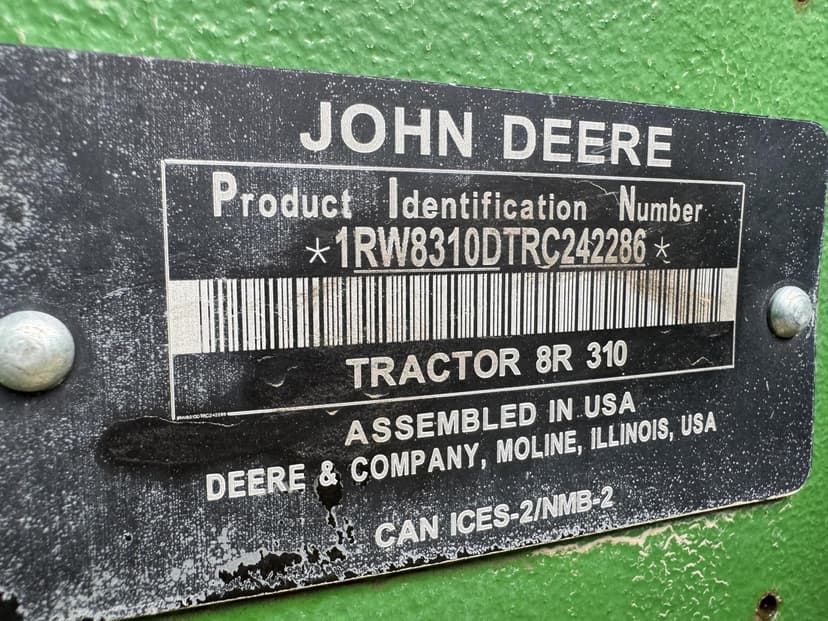 JOHN DEERE
Product Identification Number
*1RW8310DTRC242286*
TRACTOR 8R 310
ASSEMBLED IN USA
DEERE & COMPANY, MOLINE, ILLINOIS, USA
CAN ICES-2/NMB-2